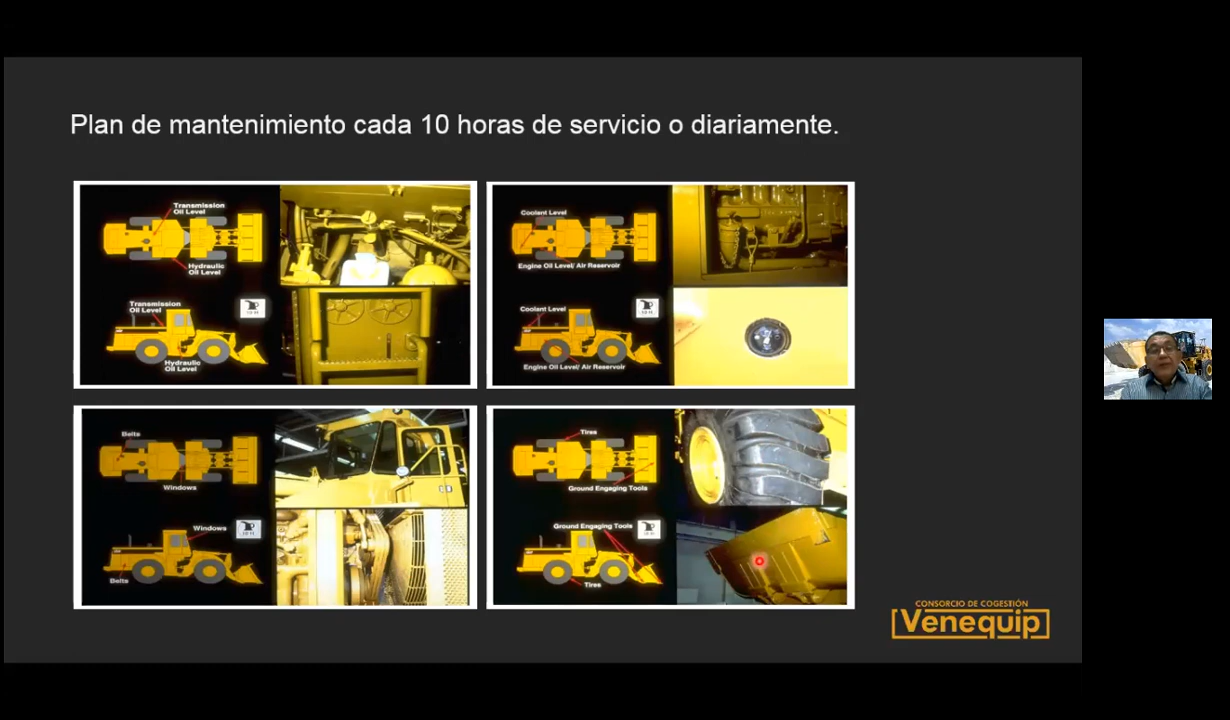 Plan de mantenimiento cada 10 horas de servicio o diariamente.
Transmission
Oil Level
Hydraulic
Oil Level
Transmission
Oil Level
Hydraulic
Oil Level
Coolant Level
Engine Oil Level/ Air Reservoir
Coolant Level
Engine Oil Level/ Air Reservoir
Belts
Windows
Windows
Belts
Tires
Ground Engaging Tools
Ground Engaging Tools
Tires
CONSORCIO DE COGESTIÓN
Venequip